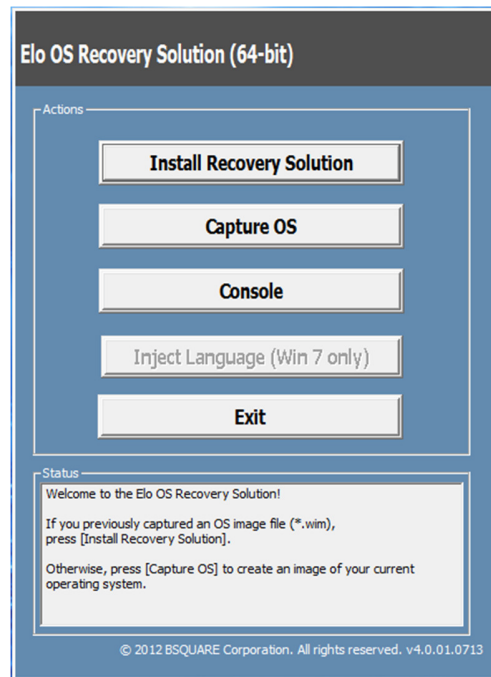 Elo OS Recovery Solution (64-bit)
Actions
Install Recovery Solution
Capture OS
Console
Inject Language (Win 7 only)
Exit
Status
Welcome to the Elo OS Recovery Solution!
If you previously captured an OS image file (*.wim),
press [Install Recovery Solution].
Otherwise, press [Capture OS] to create an image of your current
operating system.
© 2012 BSQUARE Corporation. All rights reserved. v4.0.01.0713